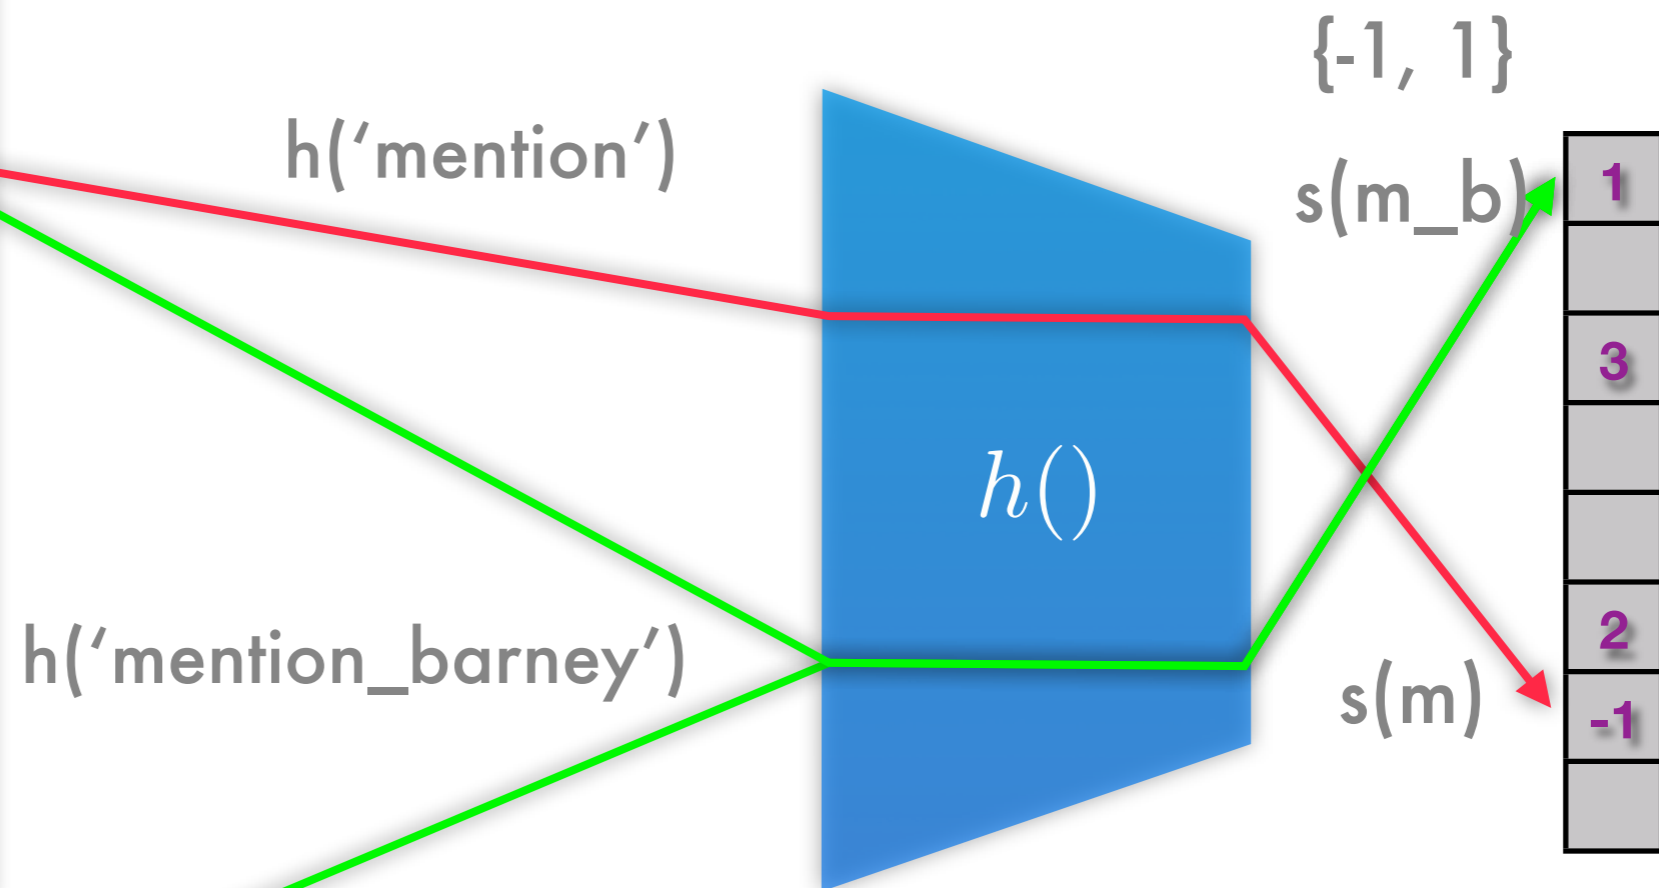 {-1, 1}
h(‘mention’)
s(m_b)
1
3
h()
2
h(‘mention_barney’)
s(m)
-1